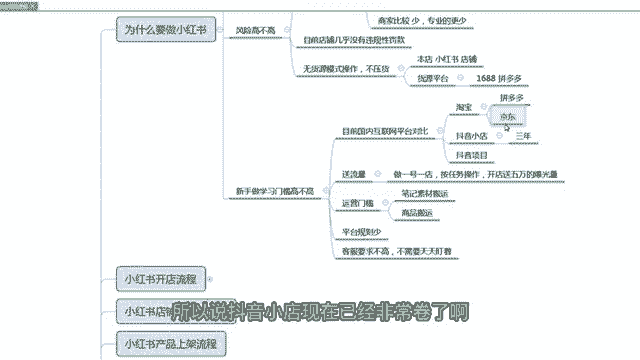 为什么要做小红书
风险高不高
商家比较少，专业的更少
目前店铺几乎没有违规性罚款
无货源模式操作，不压货
本店 小红书 店铺
货源平台
1688 拼多多
新手做学习门槛高不高
目前国内互联网平台对比
淘宝
拼多多
京东
抖音小店
三年
抖音项目
送流量
做一号一店，按任务操作，开店送五万的曝光量
运营门槛
笔记素材搬运
商品搬运
平台规则少
客服要求不高，不需要天天盯着
小红书开店流程
小红书店铺
小红书产品上架流程
所以说抖音小店现在已经非常卷了啊